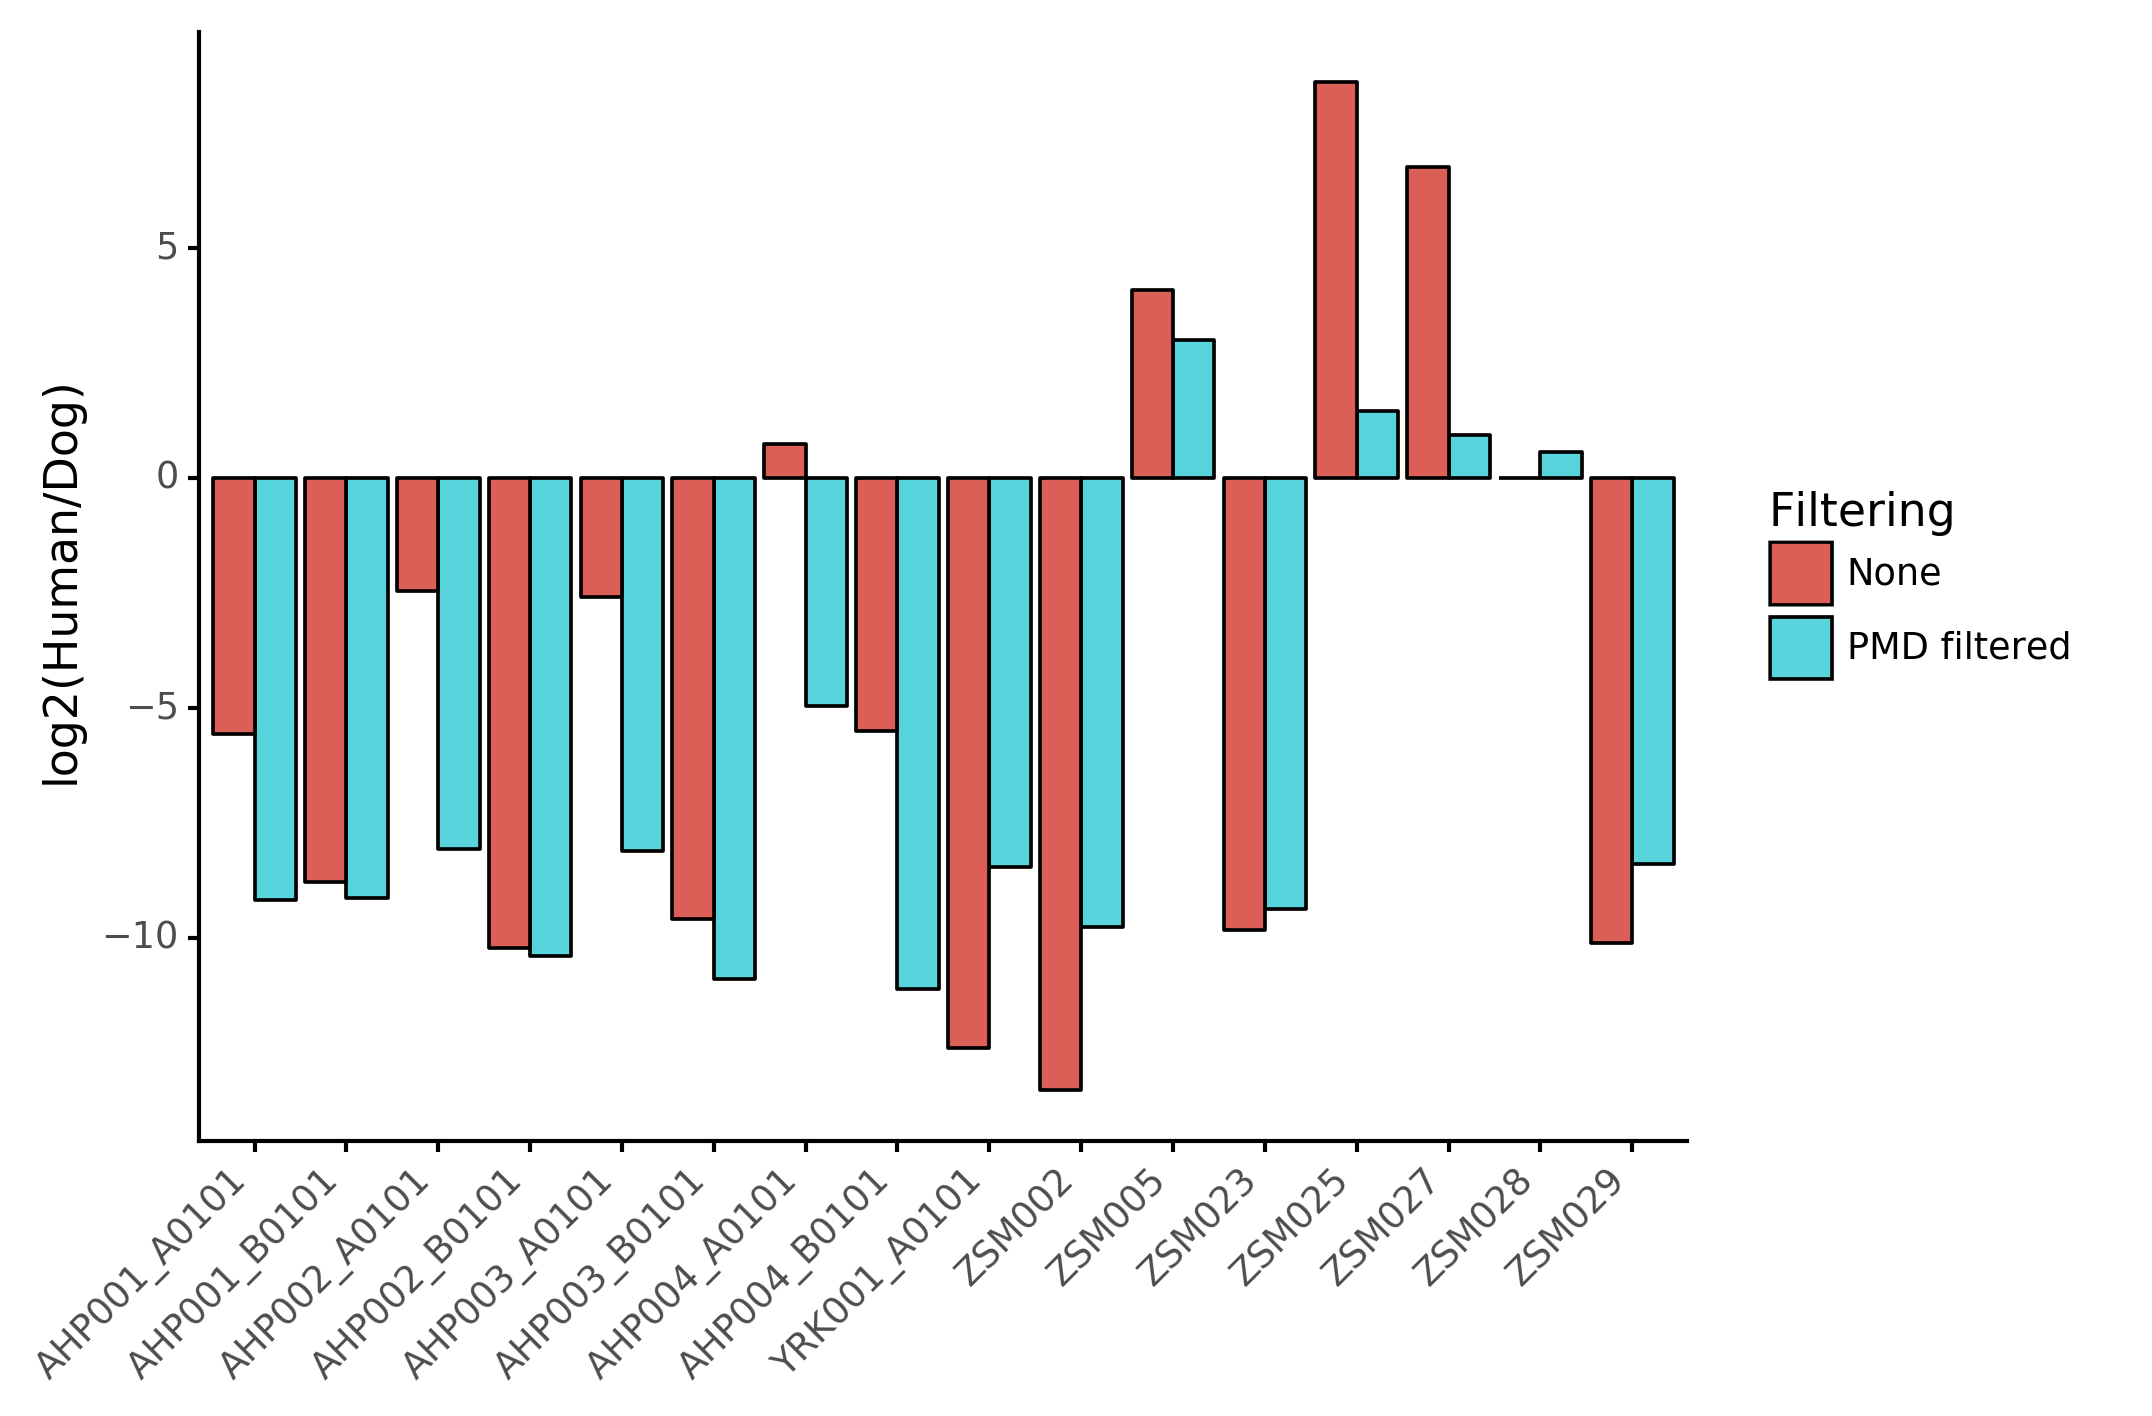 log2(Human/Dog)
5
0
−5
−10
AHP001_A0101
AHP001_B0101
AHP002_A0101
AHP002_B0101
AHP003_A0101
AHP003_B0101
AHP004_A0101
AHP004_B0101
YRK001_A0101
ZSM002
ZSM005
ZSM023
ZSM025
ZSM027
ZSM028
ZSM029
Filtering
None
PMD filtered